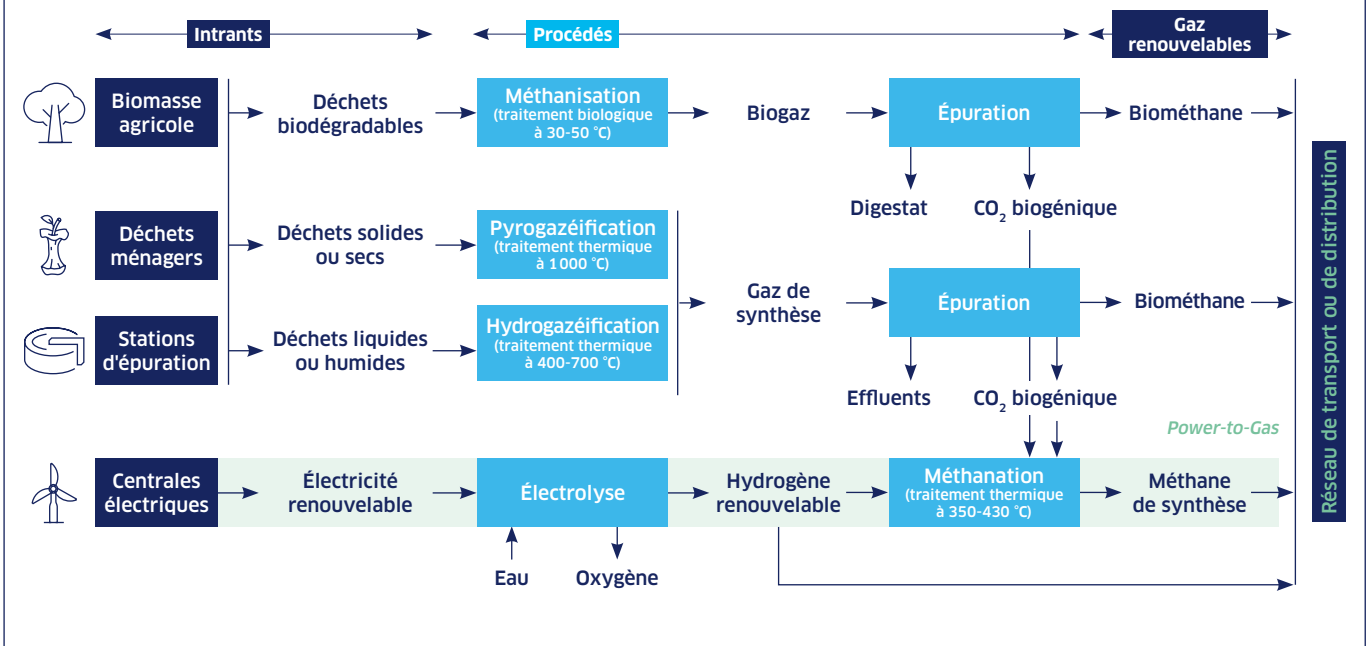 Intrants
Procédés
Gaz
renouvelables
Biomasse
agricole
Déchets
biodégradables
Méthanisation
(traitement biologique
à 30-50 °C)
Biogaz
Épuration
Biométhane
Digestat
CO₂ biogénique
Déchets
ménagers
Déchets solides
ou secs
Pyrogazéification
(traitement thermique
à 1 000 °C)
Gaz de
synthèse
Épuration
Biométhane
Stations
d'épuration
Déchets liquides
ou humides
Hydrogazéification
(traitement thermique
à 400-700 °C)
Effluents
CO₂ biogénique
Power-to-Gas
Centrales
électriques
Électricité
renouvelable
Électrolyse
Hydrogène
renouvelable
Méthanation
(traitement thermique
à 350-430 °C)
Méthane
de synthèse
Eau
Oxygène
Réseau de transport ou de distribution